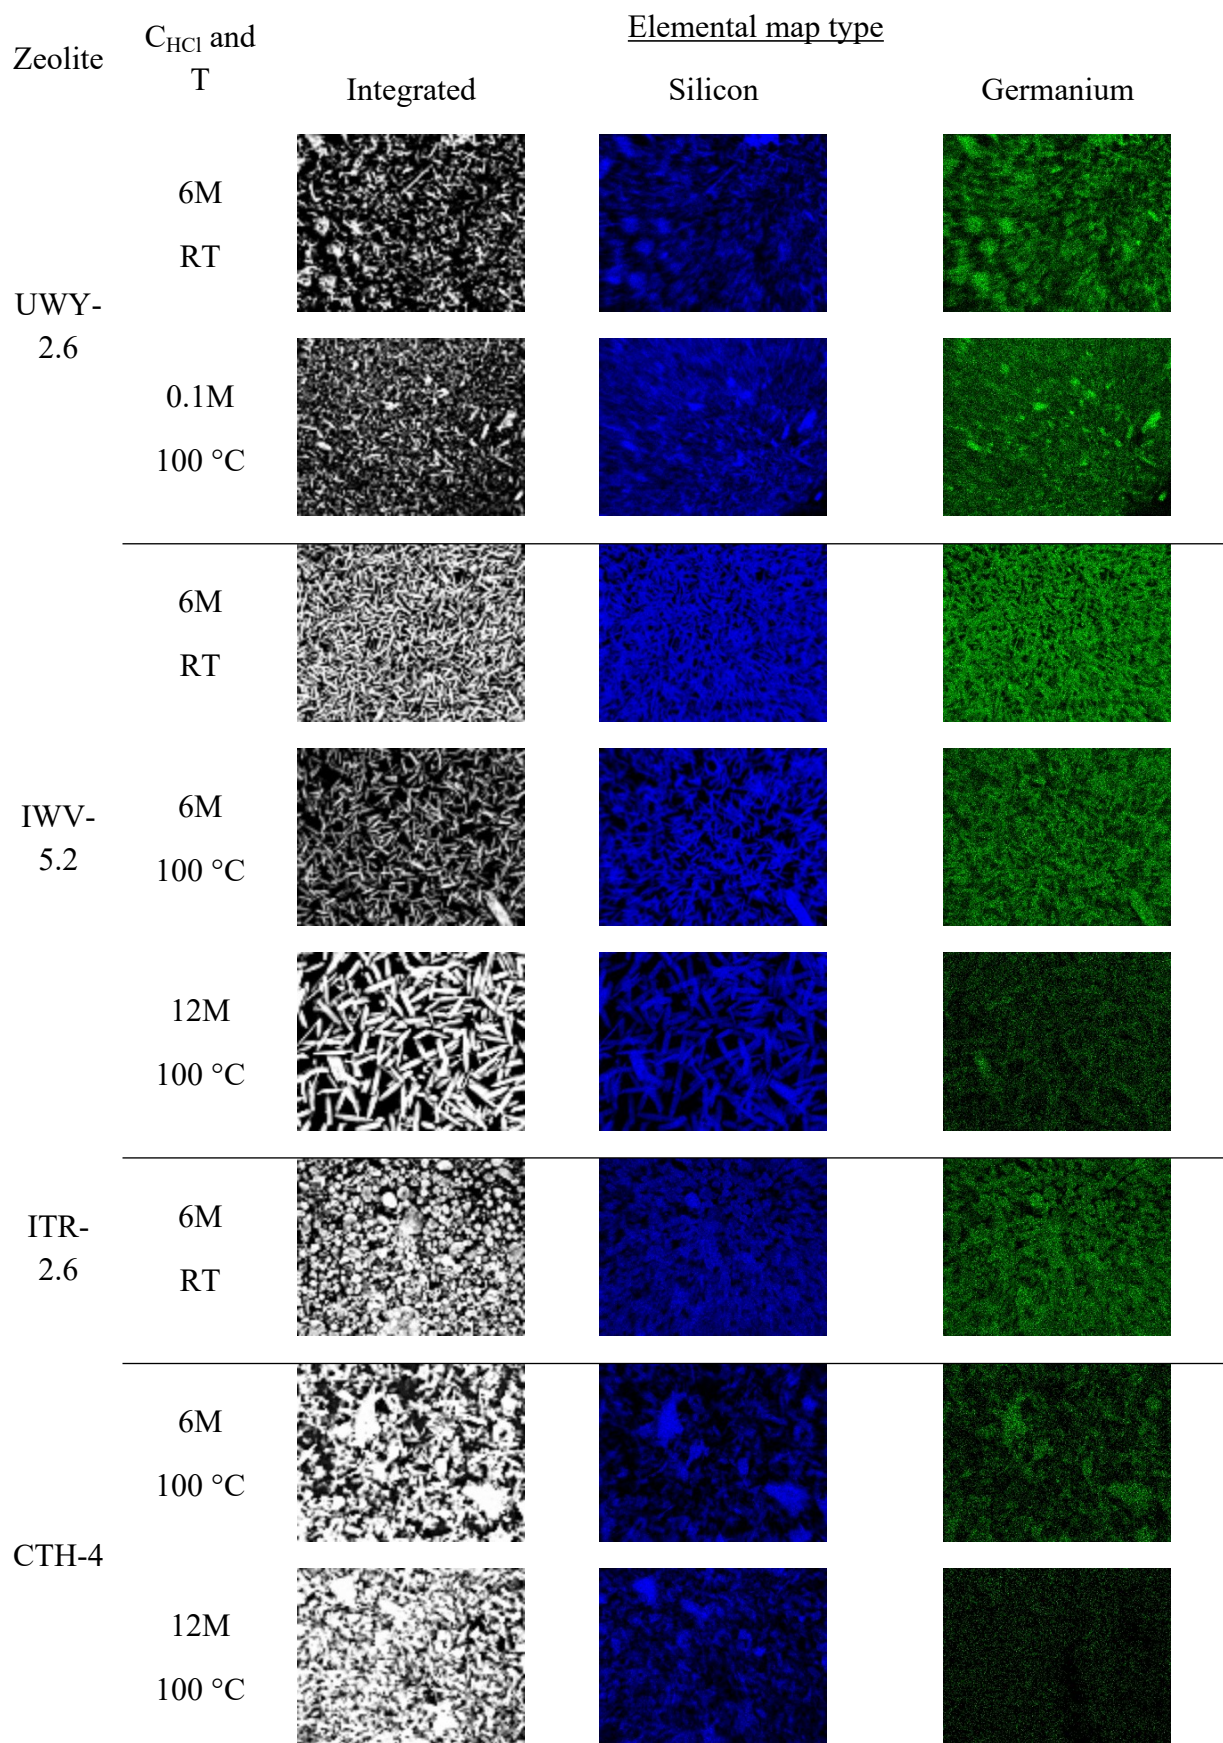 Zeolite
C_HCl and
T
Elemental map type
Integrated
Silicon
Germanium
UWY-
2.6
6M
RT
0.1M
100 °C
IWV-
5.2
6M
RT
6M
100 °C
12M
100 °C
ITR-
2.6
6M
RT
CTH-4
6M
100 °C
12M
100 °C